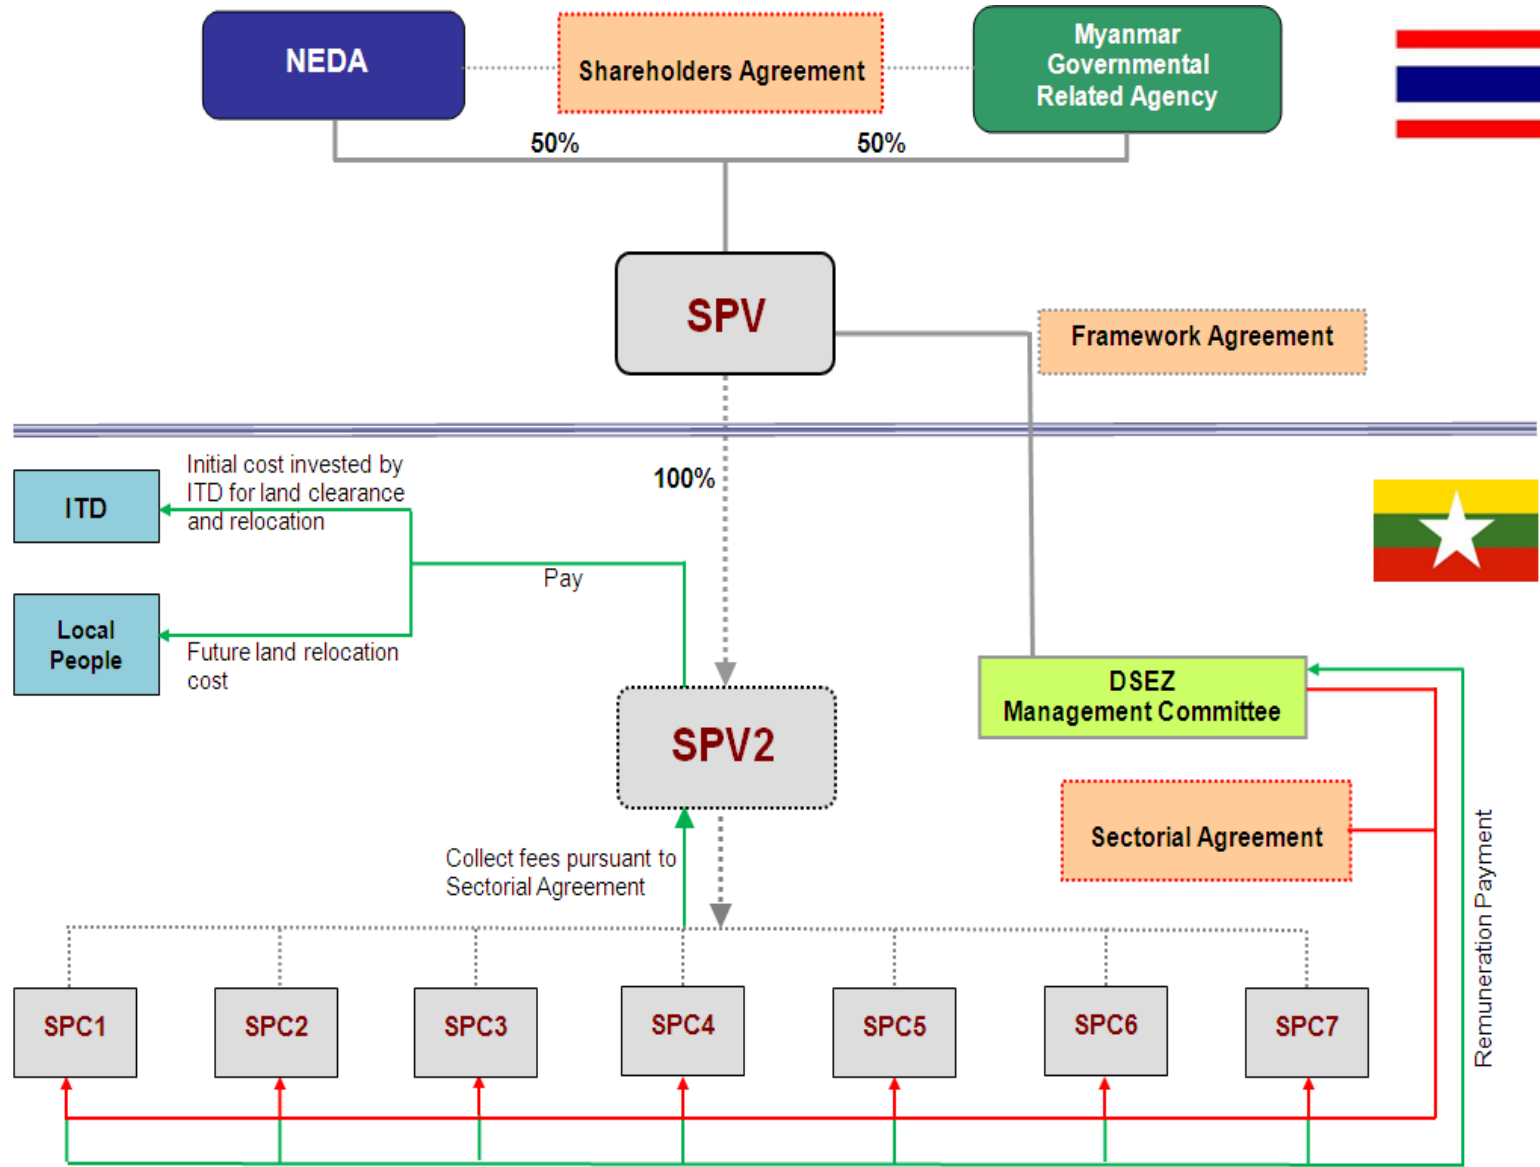 NEDA
Shareholders Agreement
Myanmar
Governmental
Related Agency
50%
50%
SPV
Framework Agreement
Initial cost invested by
ITD for land clearance
and relocation
ITD
100%
Pay
Local
People
Future land relocation
cost
DSEZ
Management Committee
SPV2
Sectorial Agreement
Collect fees pursuant to
Sectorial Agreement
Remuneration Payment
SPC1
SPC2
SPC3
SPC4
SPC5
SPC6
SPC7